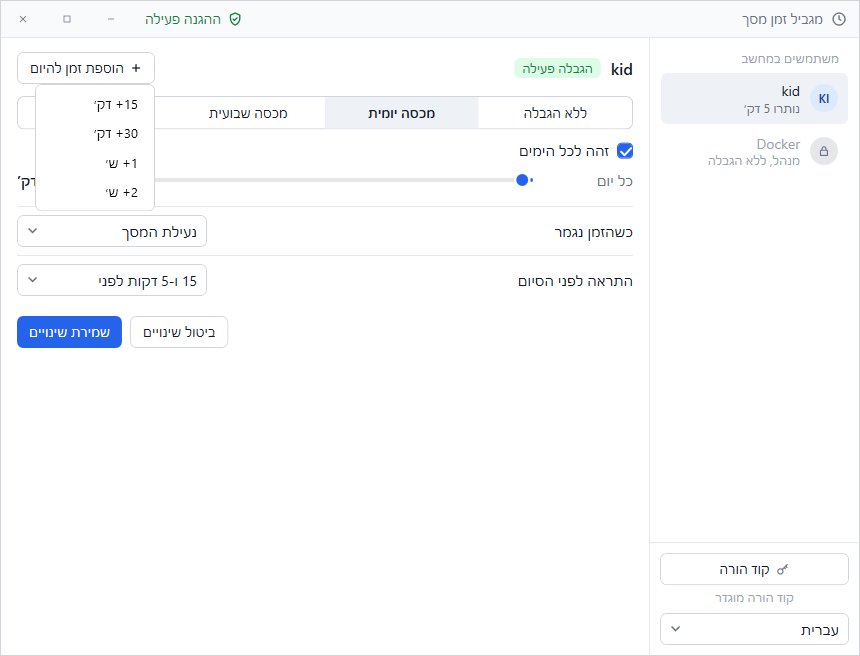 מגביל זמן מסך
ההגנה פעילה
משתמשים במחשב
KI
kid
נותרו 5 דק׳
Docker
מנהל, ללא הגבלה
קוד הורה
קוד הורה מוגדר
עברית
kid
הגבלה פעילה
+ הוספת זמן להיום
+15 דק׳
+30 דק׳
+1 ש׳
+2 ש׳
ללא הגבלה
מכסה יומית
מכסה שבועית
זהה לכל הימים
כל יום
דק׳
כשהזמן נגמר
נעילת המסך
התראה לפני הסיום
15 ו-5 דקות לפני
ביטול שינויים
שמירת שינויים